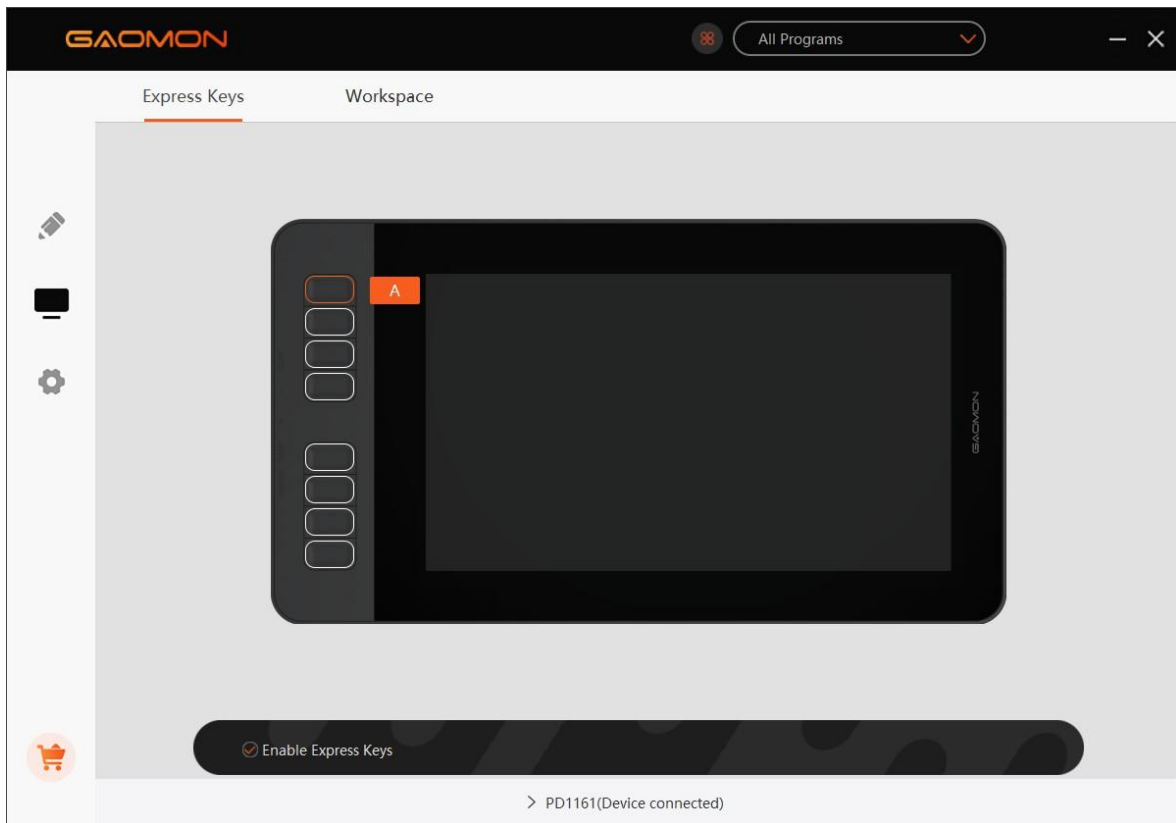 GAOMON
All Programs
Express Keys
Workspace
A
GAOMON
Enable Express Keys
PD1161(Device connected)